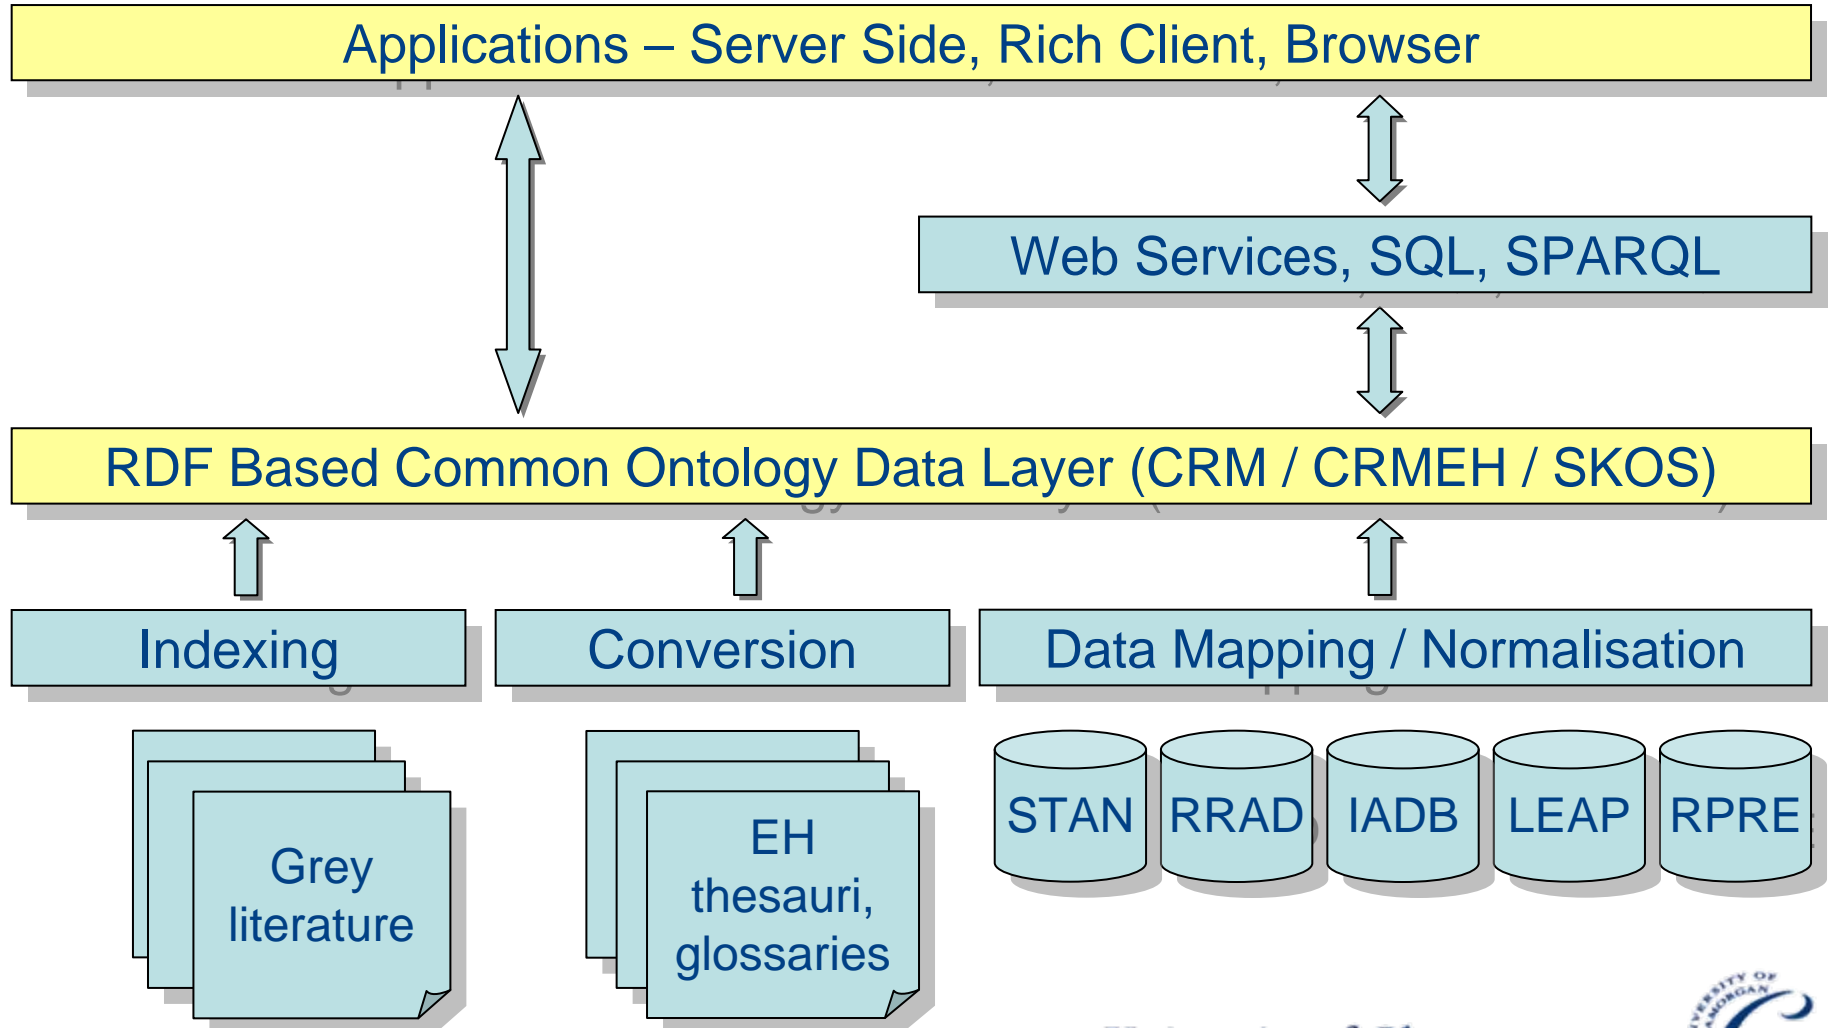 Applications – Server Side, Rich Client, Browser
Web Services, SQL, SPARQL
RDF Based Common Ontology Data Layer (CRM / CRMEH / SKOS)
Indexing
Conversion
Data Mapping / Normalisation
Grey
literature
EH
thesauri,
glossaries
STAN
RRAD
IADB
LEAP
RPRE